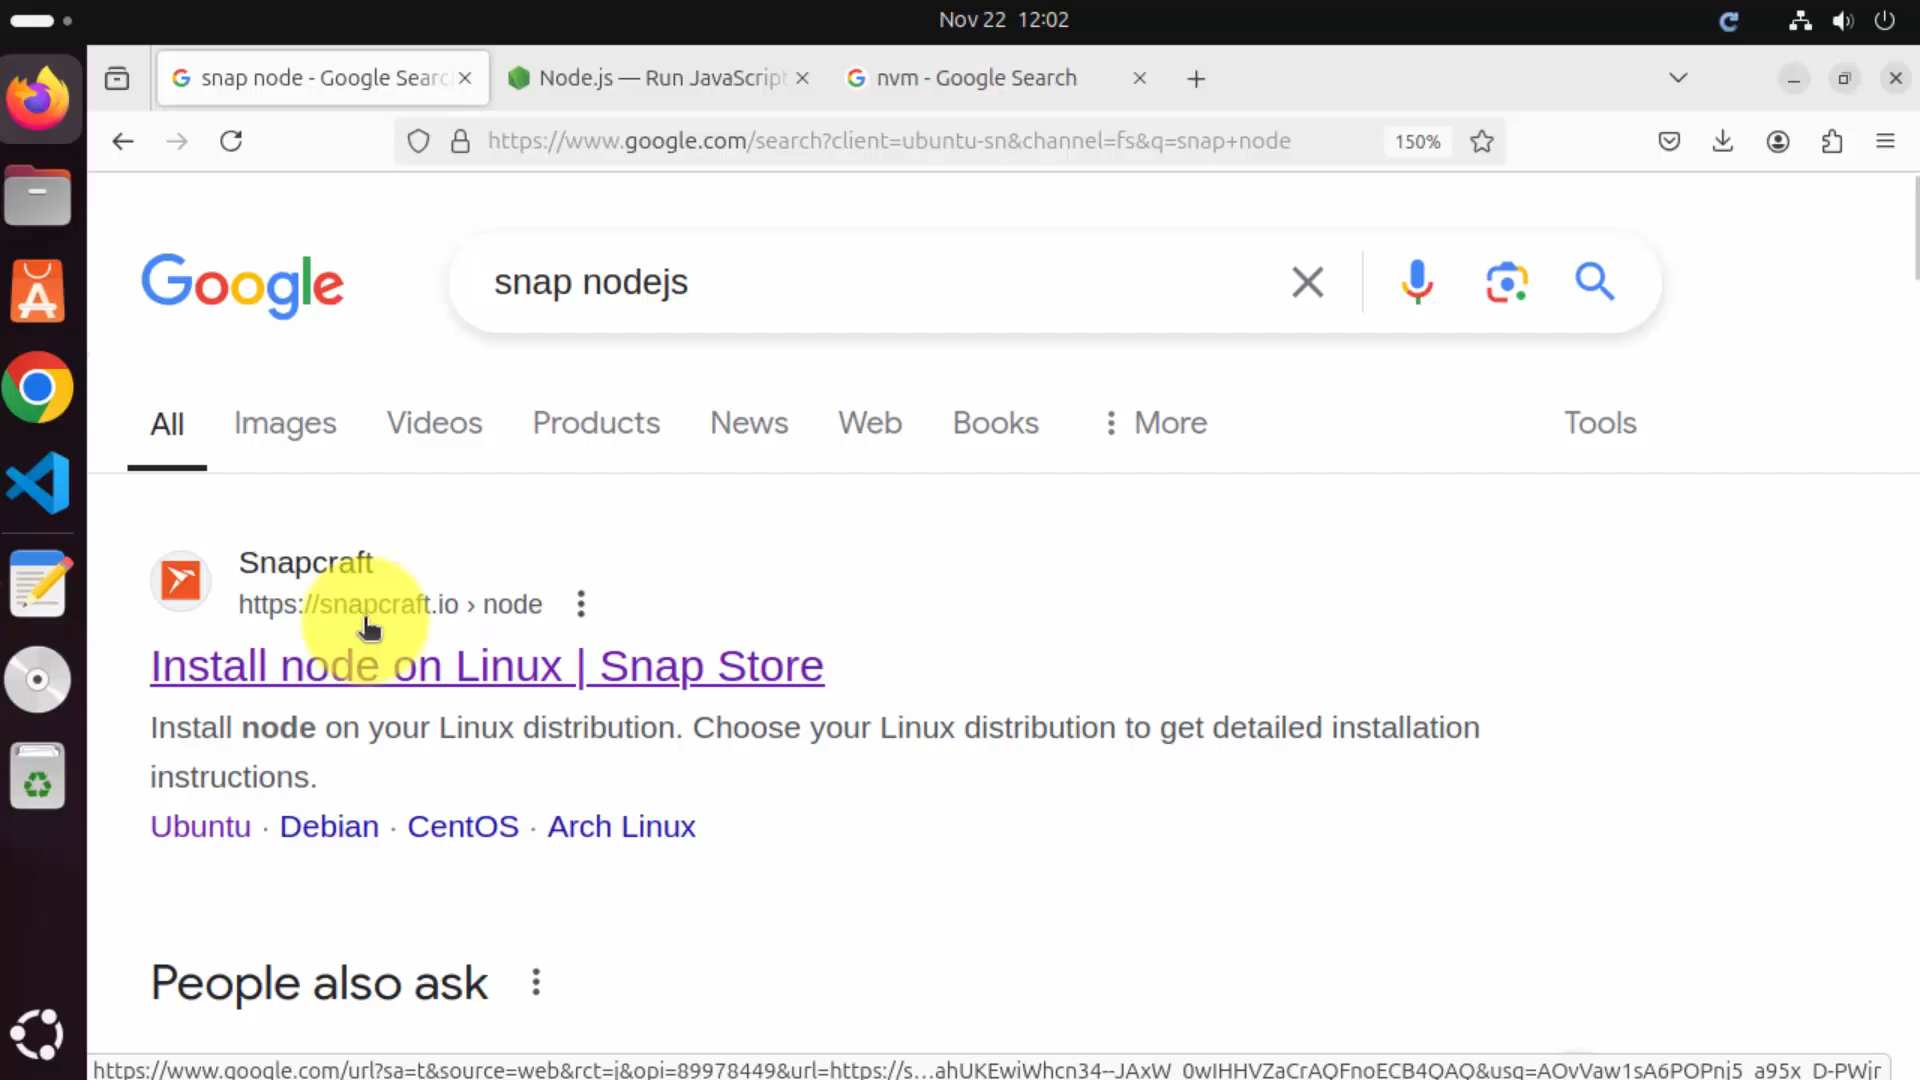 Nov 22 12:02
snap node - Google Searc
Node.js — Run JavaScript
nvm - Google Search
https://www.google.com/search?client=ubuntu-sn&channel=fs&q=snap+node
150%
Google
snap nodejs
All
Images
Videos
Products
News
Web
Books
More
Tools
Snapcraft
https://snapcraft.io › node
Install node on Linux | Snap Store
Install node on your Linux distribution. Choose your Linux distribution to get detailed installation
instructions.
Ubuntu · Debian · CentOS · Arch Linux
People also ask
https://www.google.com/url?sa=t&source=web&rct=j&opi=89978449&url=https://s…ahUKEwiWhcn34--JAxW_0wIHHVZaCrAQFnoECB4QAQ&usg=AOvVaw1sA6POPnj5_a95x_D-PWjr